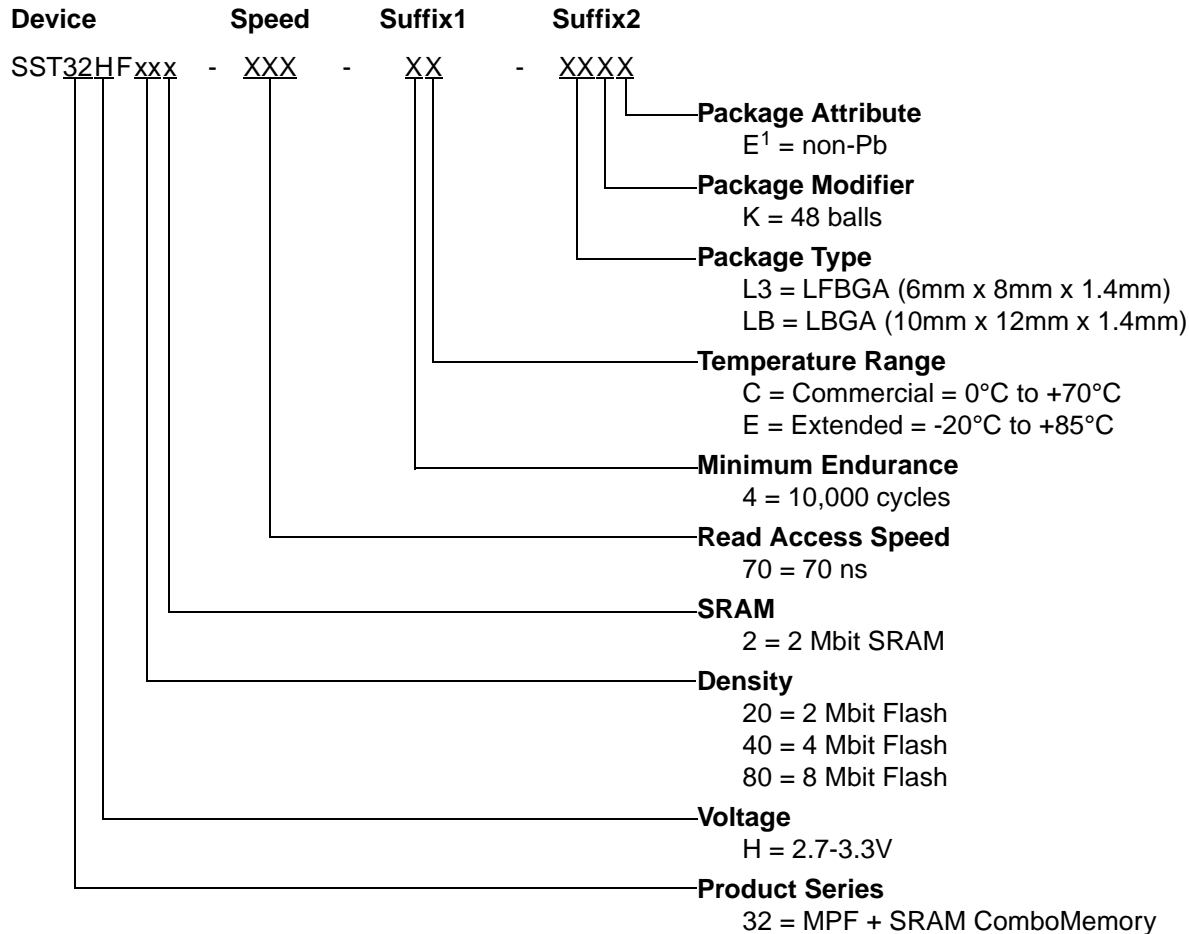 Device Speed Suffix1 Suffix2
SST32HFxxx - XXX - XX - XXXX
Package Attribute
E1 = non-Pb
Package Modifier
K = 48 balls
Package Type
L3 = LFBGA (6mm x 8mm x 1.4mm)
LB = LBGA (10mm x 12mm x 1.4mm)
Temperature Range
C = Commercial = 0°C to +70°C
E = Extended = -20°C to +85°C
Minimum Endurance
4 = 10,000 cycles
Read Access Speed
70 = 70 ns
SRAM
2 = 2 Mbit SRAM
Density
20 = 2 Mbit Flash
40 = 4 Mbit Flash
80 = 8 Mbit Flash
Voltage
H = 2.7-3.3V
Product Series
32 = MPF + SRAM ComboMemory